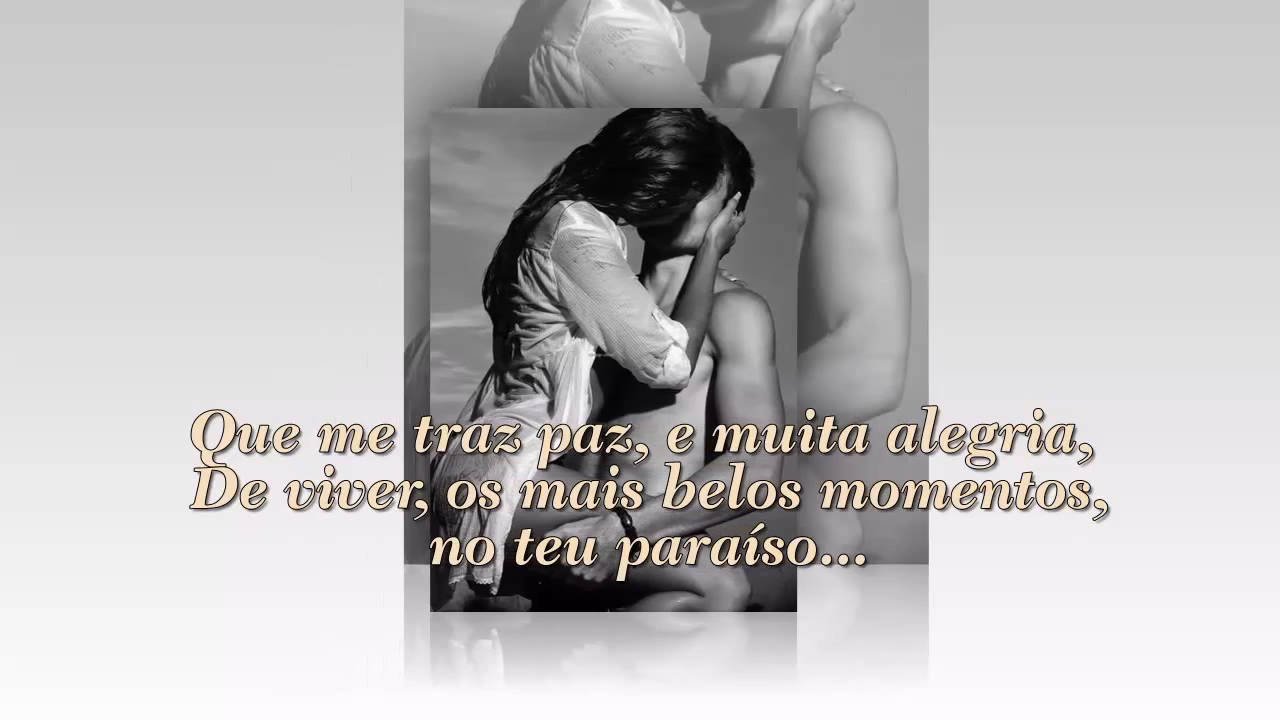 Que me traz paz, e muita alegria,
De viver, os mais belos momentos,
no teu paraíso...